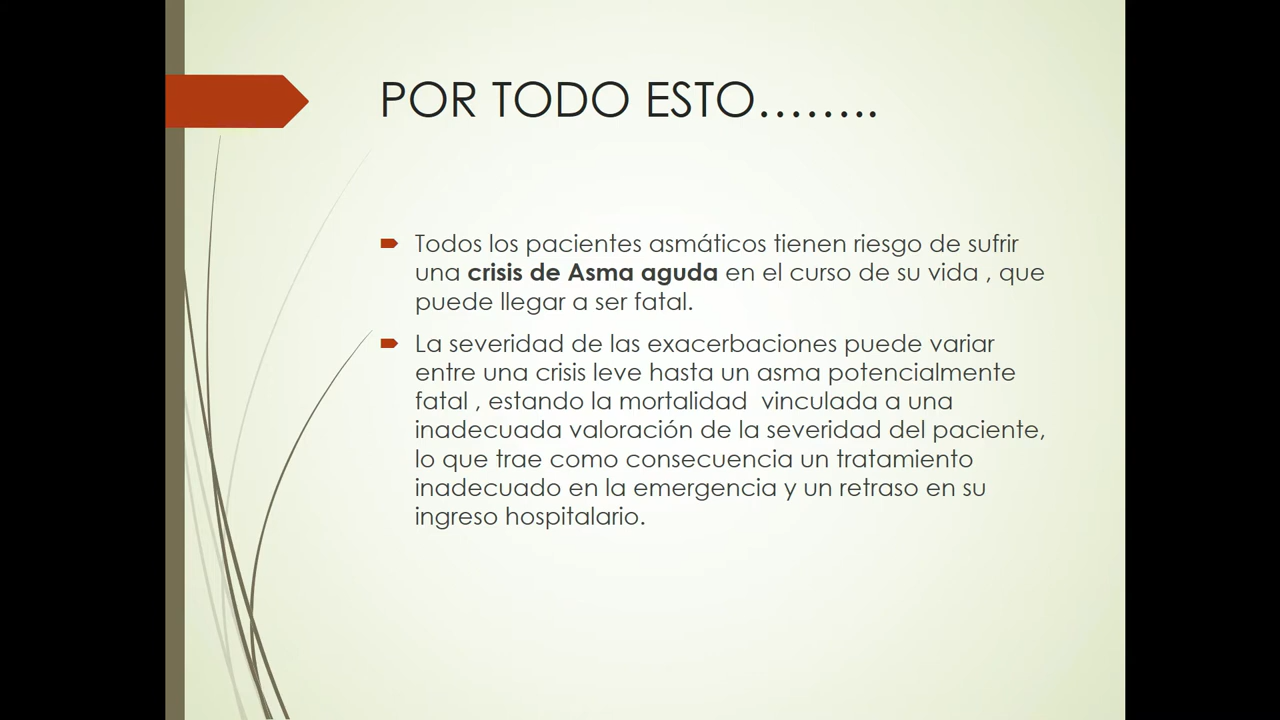 POR TODO ESTO……..
Todos los pacientes asmáticos tienen riesgo de sufrir
una crisis de Asma aguda en el curso de su vida , que
puede llegar a ser fatal.
La severidad de las exacerbaciones puede variar
entre una crisis leve hasta un asma potencialmente
fatal , estando la mortalidad  vinculada a una
inadecuada valoración de la severidad del paciente,
lo que trae como consecuencia un tratamiento
inadecuado en la emergencia y un retraso en su
ingreso hospitalario.